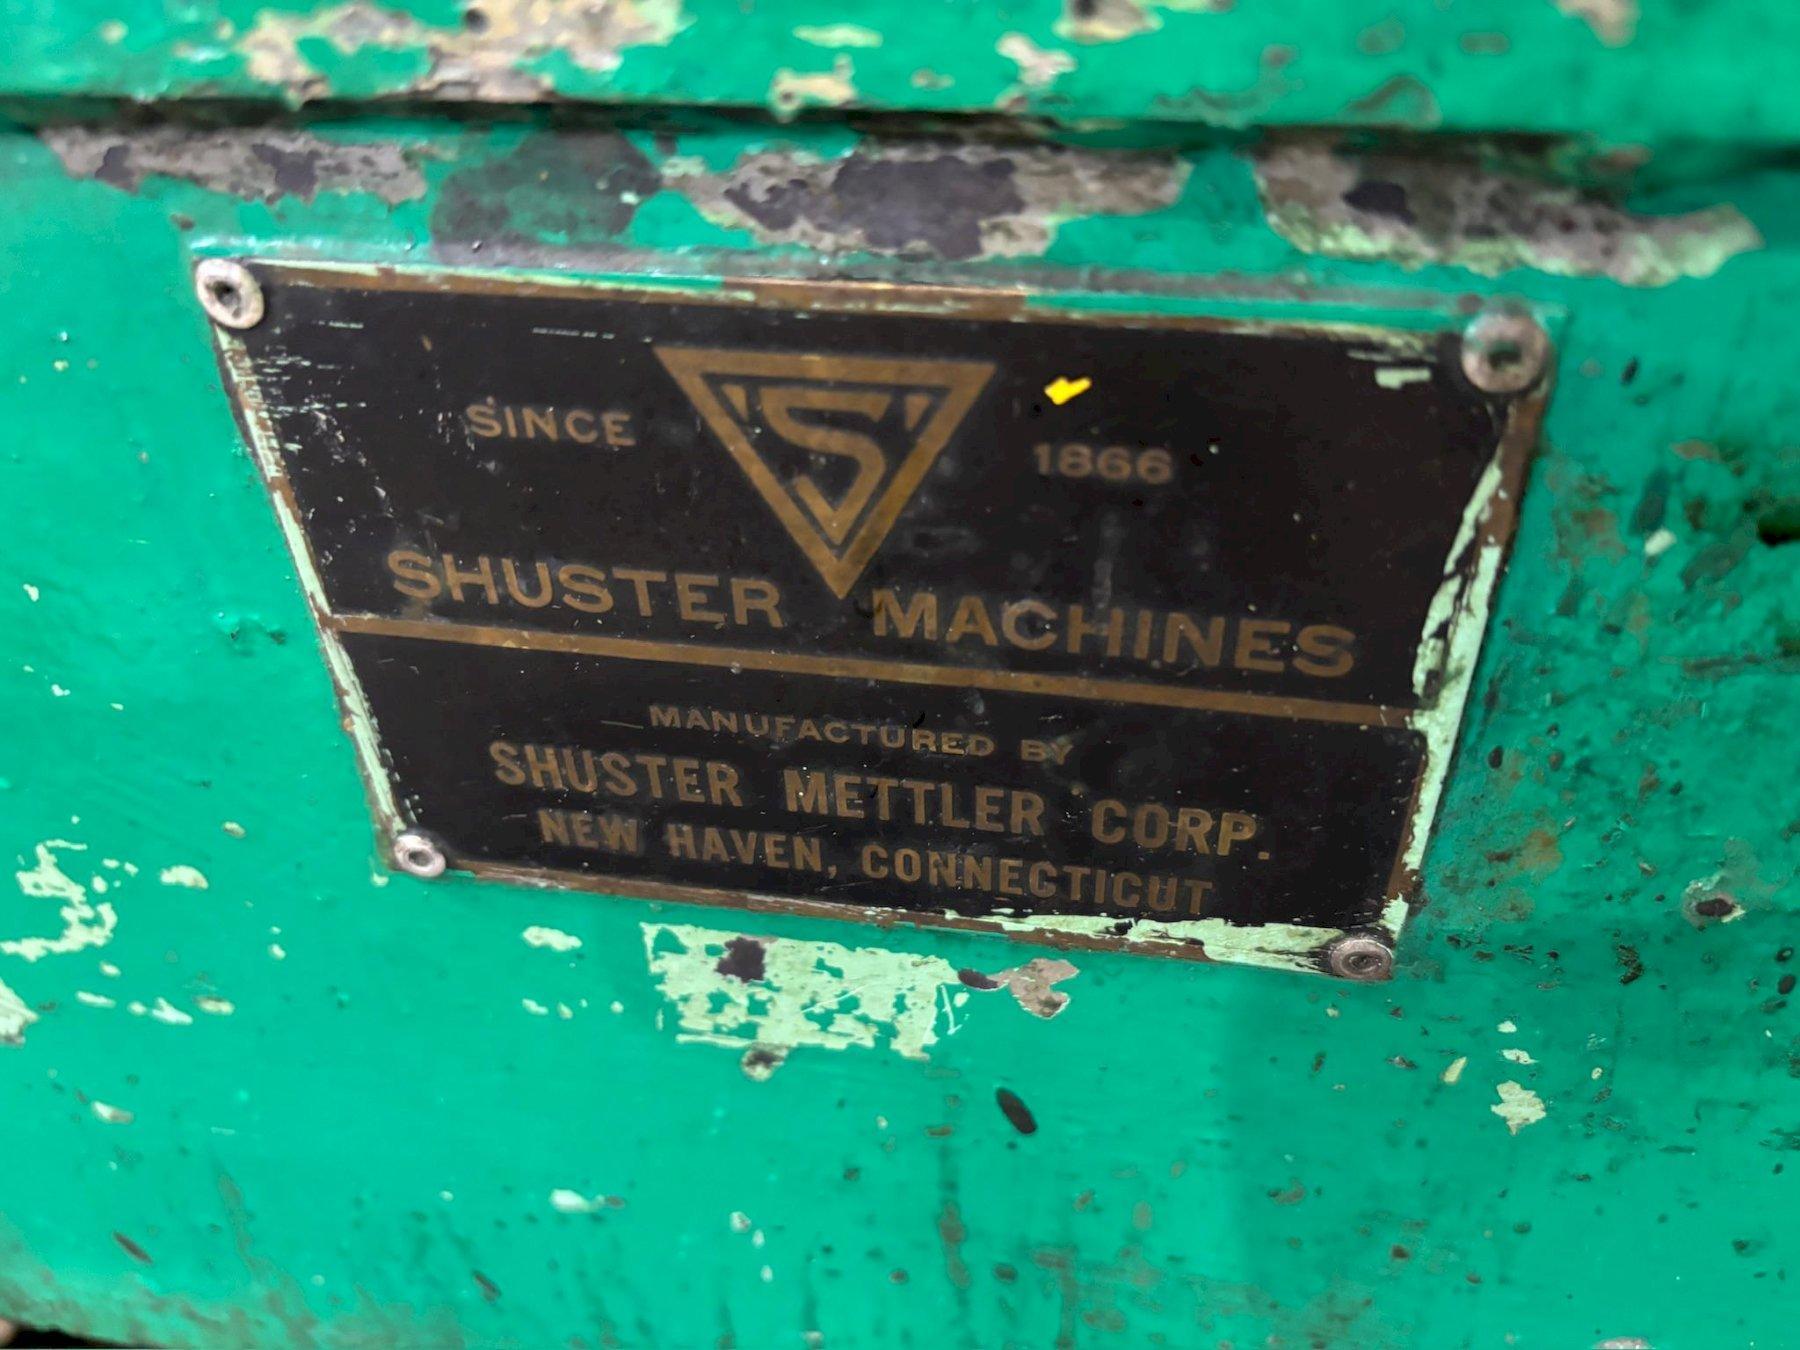 SINCE S 1866
SHUSTER MACHINES
MANUFACTURED BY
SHUSTER METTLER CORP.
NEW HAVEN, CONNECTICUT